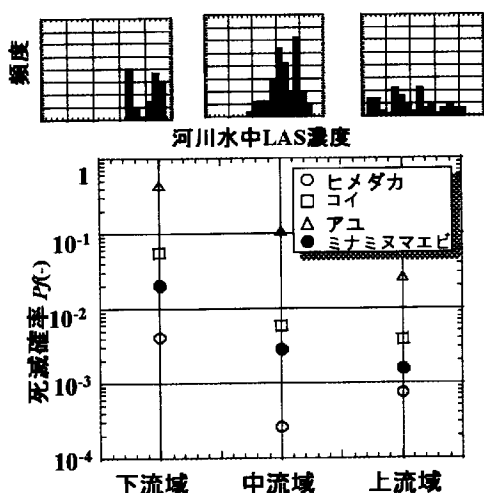 頻度
河川水中LAS濃度
死滅確率 Pf(-)
1
10-1
10-2
10-3
10-4
ヒメダカ
コイ
アユ
ミナミヌマエビ
下流域 中流域 上流域